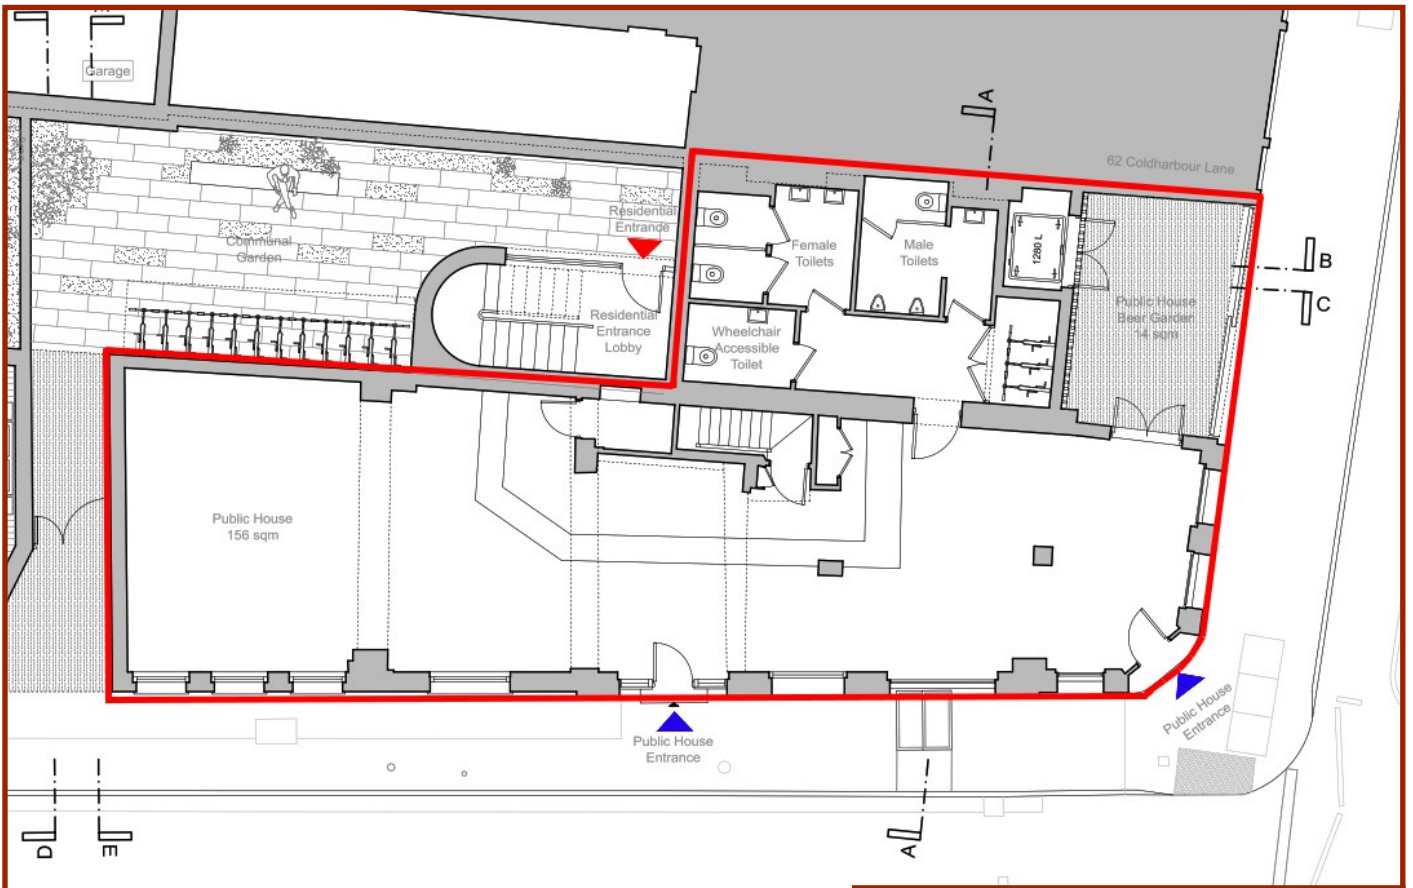 Garage
A
62 Coldharbour Lane
Residential
Entrance
Communal
Garden
Female
Toilets
Male
Toilets
1280 L
B
C
Public House
Beer Garden
14 sqm
Residential
Entrance
Lobby
Wheelchair
Accessible
Toilet
Public House
156 sqm
Public House
Entrance
Public House
Entrance
D
E
A